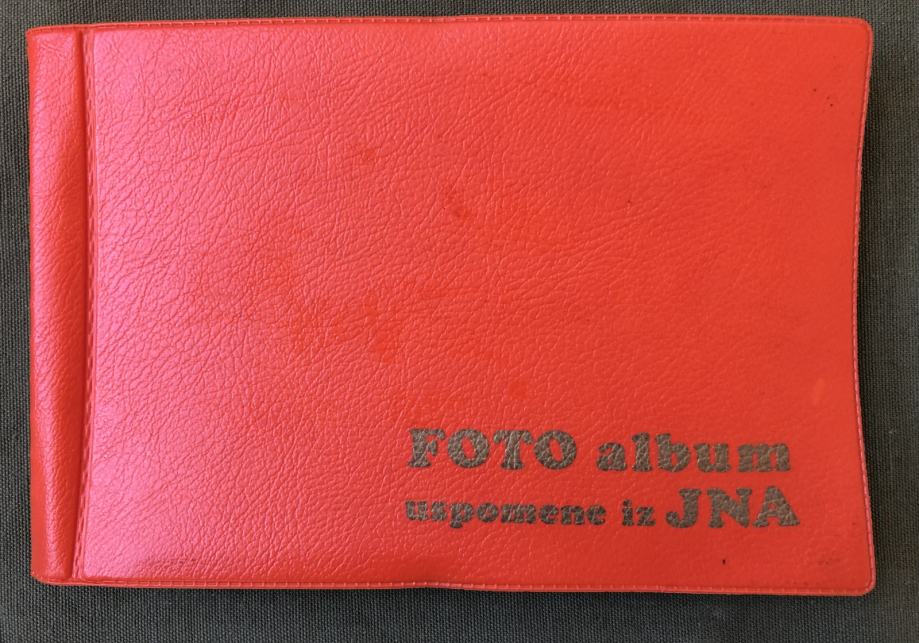 FOTO album
uspomene iz JNA